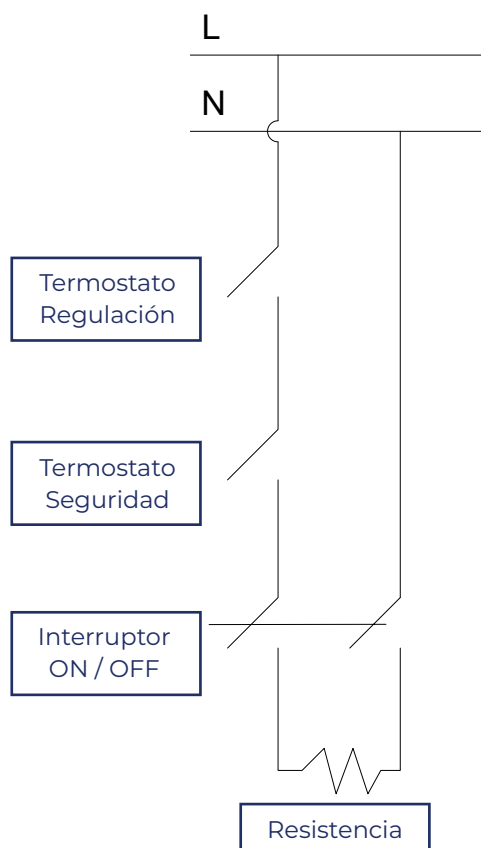 L
N
Termostato
Regulación
Termostato
Seguridad
Interruptor
ON / OFF
Resistencia